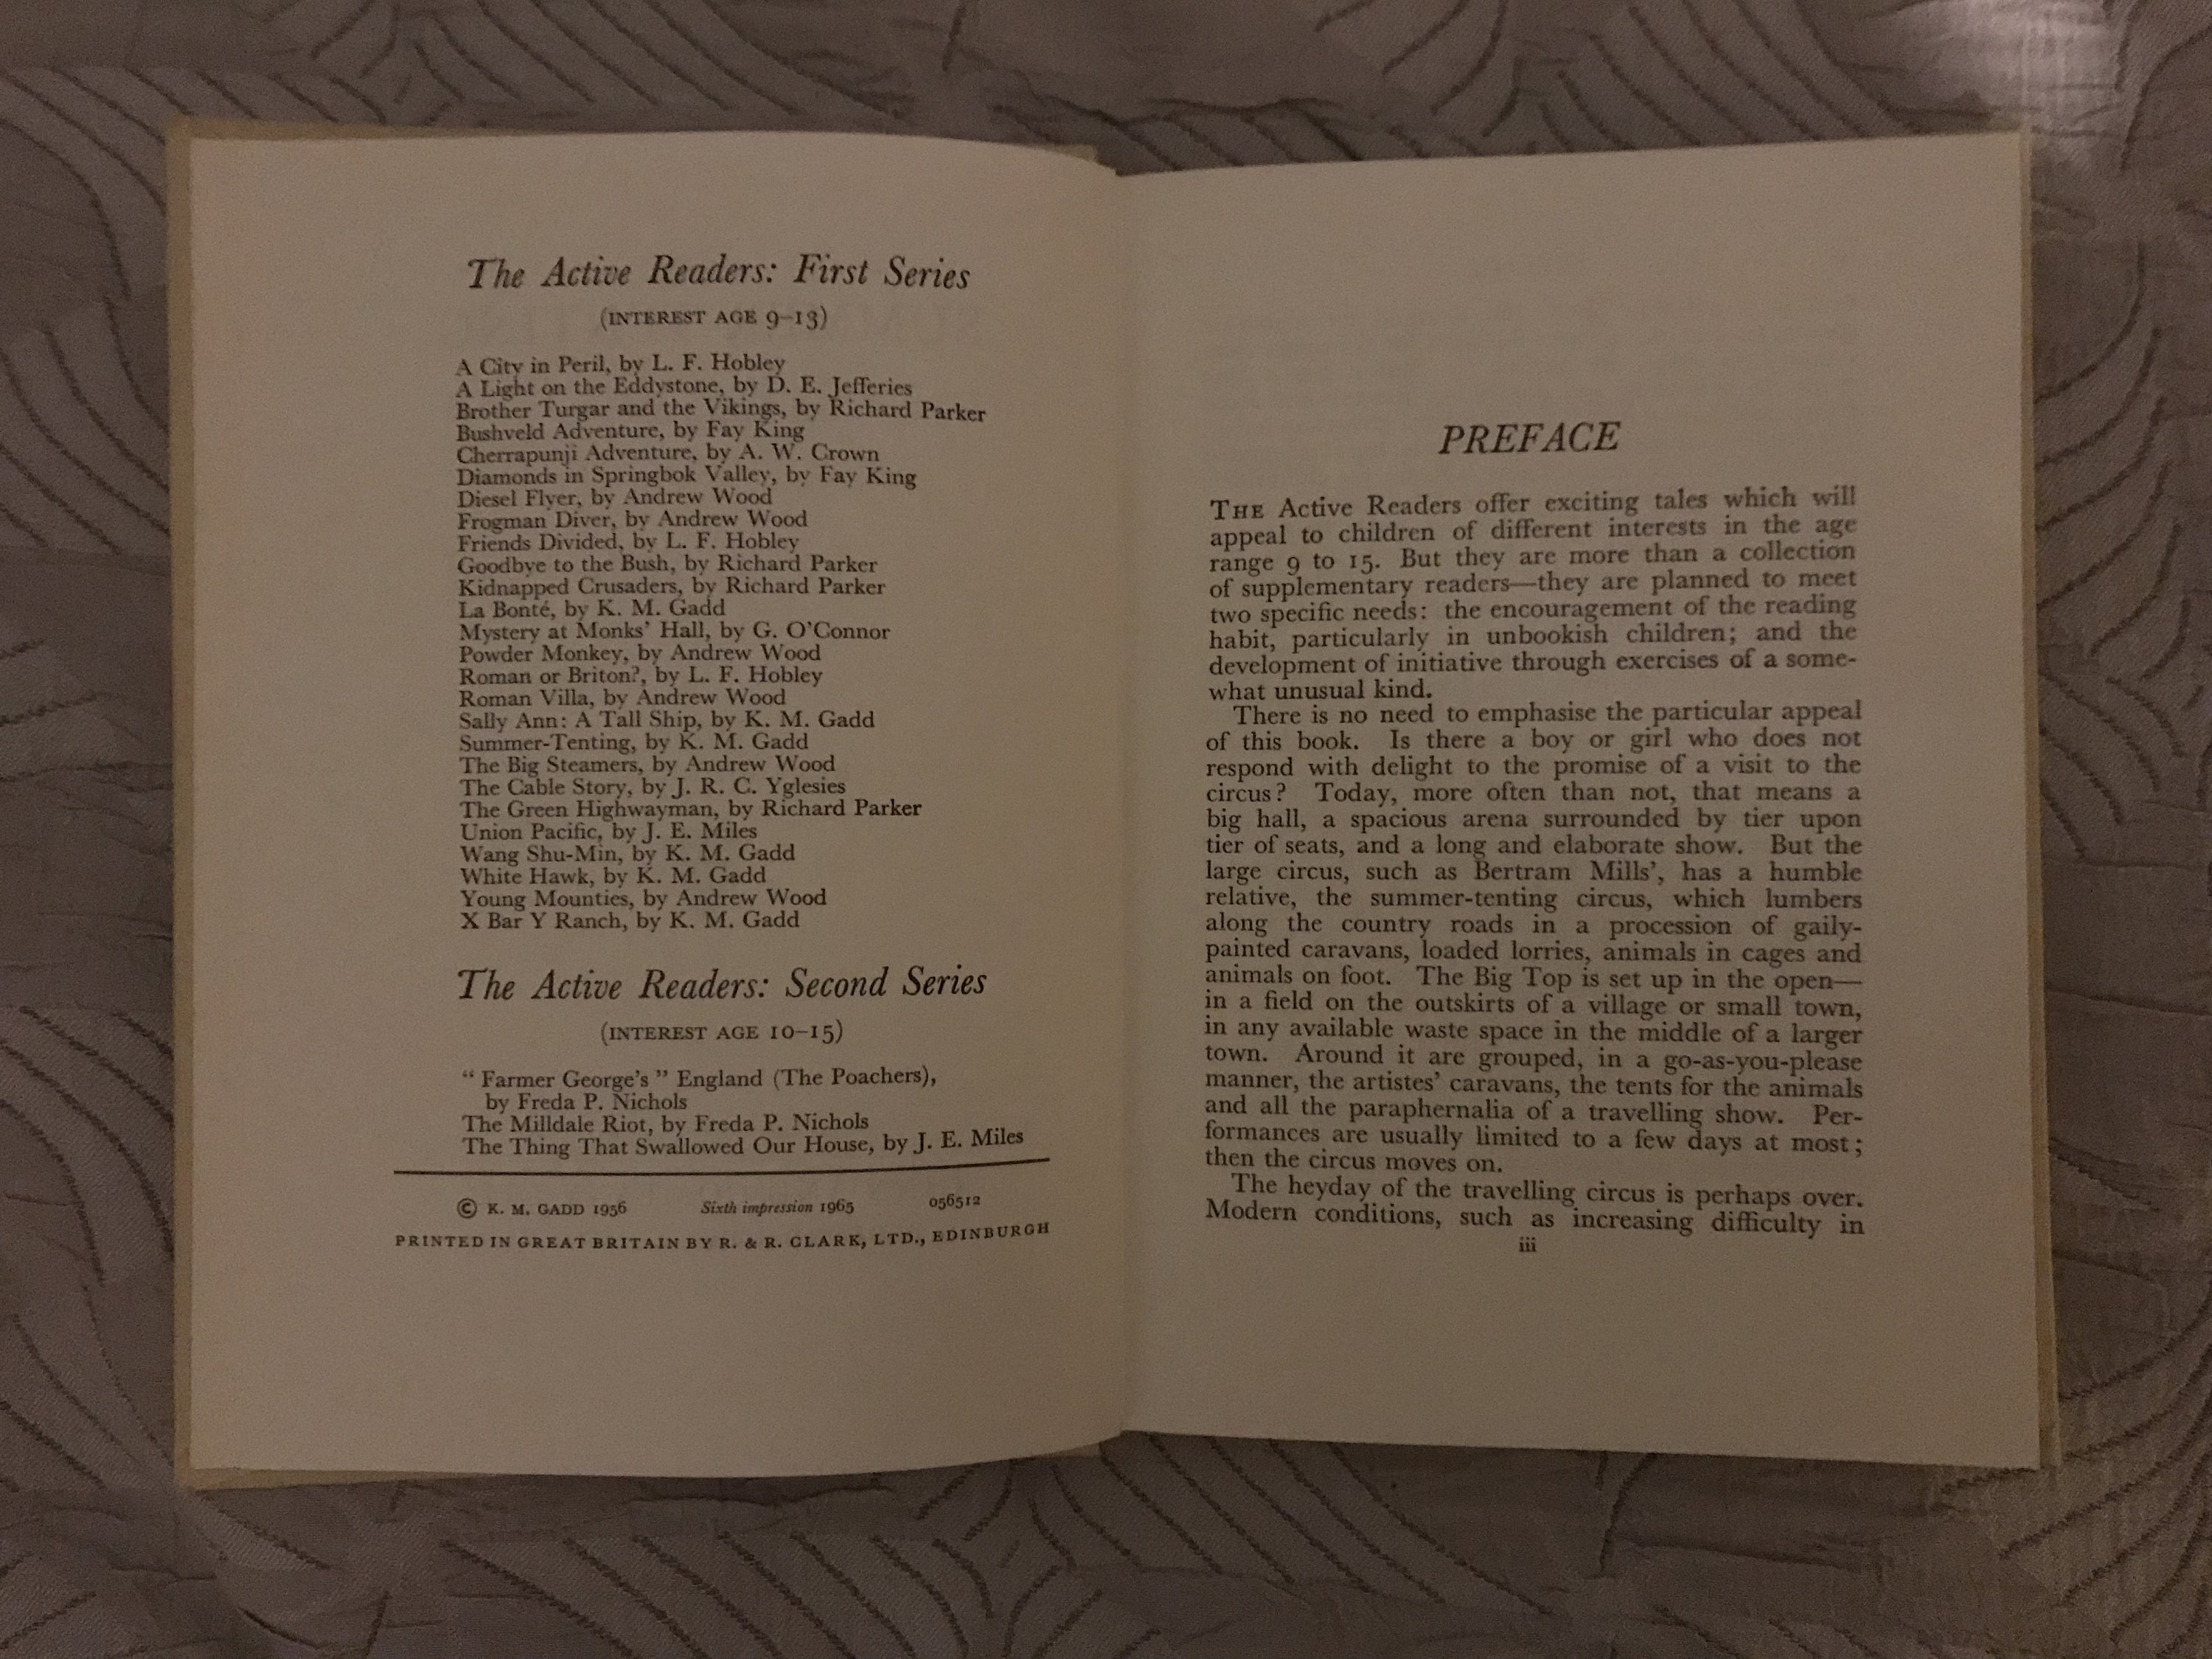 The Active Readers: First Series
(INTEREST AGE 9–13)
A City in Peril, by L. F. Hobley
A Light on the Eddystone, by D. E. Jefferies
Brother Turgar and the Vikings, by Richard Parker
Bushveld Adventure, by Fay King
Cherrapunji Adventure, by A. W. Crown
Diamonds in Springbok Valley, by Fay King
Diesel Flyer, by Andrew Wood
Frogman Diver, by Andrew Wood
Friends Divided, by L. F. Hobley
Goodbye to the Bush, by Richard Parker
Kidnapped Crusaders, by Richard Parker
La Bonté, by K. M. Gadd
Mystery at Monks' Hall, by G. O'Connor
Powder Monkey, by Andrew Wood
Roman or Briton?, by L. F. Hobley
Roman Villa, by Andrew Wood
Sally Ann: A Tall Ship, by K. M. Gadd
Summer-Tenting, by K. M. Gadd
The Big Steamers, by Andrew Wood
The Cable Story, by J. R. C. Yglesies
The Green Highwayman, by Richard Parker
Union Pacific, by J. E. Miles
Wang Shu-Min, by K. M. Gadd
White Hawk, by K. M. Gadd
Young Mounties, by Andrew Wood
X Bar Y Ranch, by K. M. Gadd
The Active Readers: Second Series
(INTEREST AGE 10–15)
“ Farmer George's ” England (The Poachers),
by Freda P. Nichols
The Milldale Riot, by Freda P. Nichols
The Thing That Swallowed Our House, by J. E. Miles
© K. M. GADD 1956 Sixth impression 1965 056512
PRINTED IN GREAT BRITAIN BY R. & R. CLARK, LTD., EDINBURGH
PREFACE
THE Active Readers offer exciting tales which will
appeal to children of different interests in the age
range 9 to 15. But they are more than a collection
of supplementary readers—they are planned to meet
two specific needs: the encouragement of the reading
habit, particularly in unbookish children; and the
development of initiative through exercises of a some-
what unusual kind.
There is no need to emphasise the particular appeal
of this book. Is there a boy or girl who does not
respond with delight to the promise of a visit to the
circus? Today, more often than not, that means a
big hall, a spacious arena surrounded by tier upon
tier of seats, and a long and elaborate show. But the
large circus, such as Bertram Mills', has a humble
relative, the summer-tenting circus, which lumbers
along the country roads in a procession of gaily-
painted caravans, loaded lorries, animals in cages and
animals on foot. The Big Top is set up in the open—
in a field on the outskirts of a village or small town,
in any available waste space in the middle of a larger
town. Around it are grouped, in a go-as-you-please
manner, the artistes' caravans, the tents for the animals
and all the paraphernalia of a travelling show. Per-
formances are usually limited to a few days at most;
then the circus moves on.
The heyday of the travelling circus is perhaps over.
Modern conditions, such as increasing difficulty in
iii